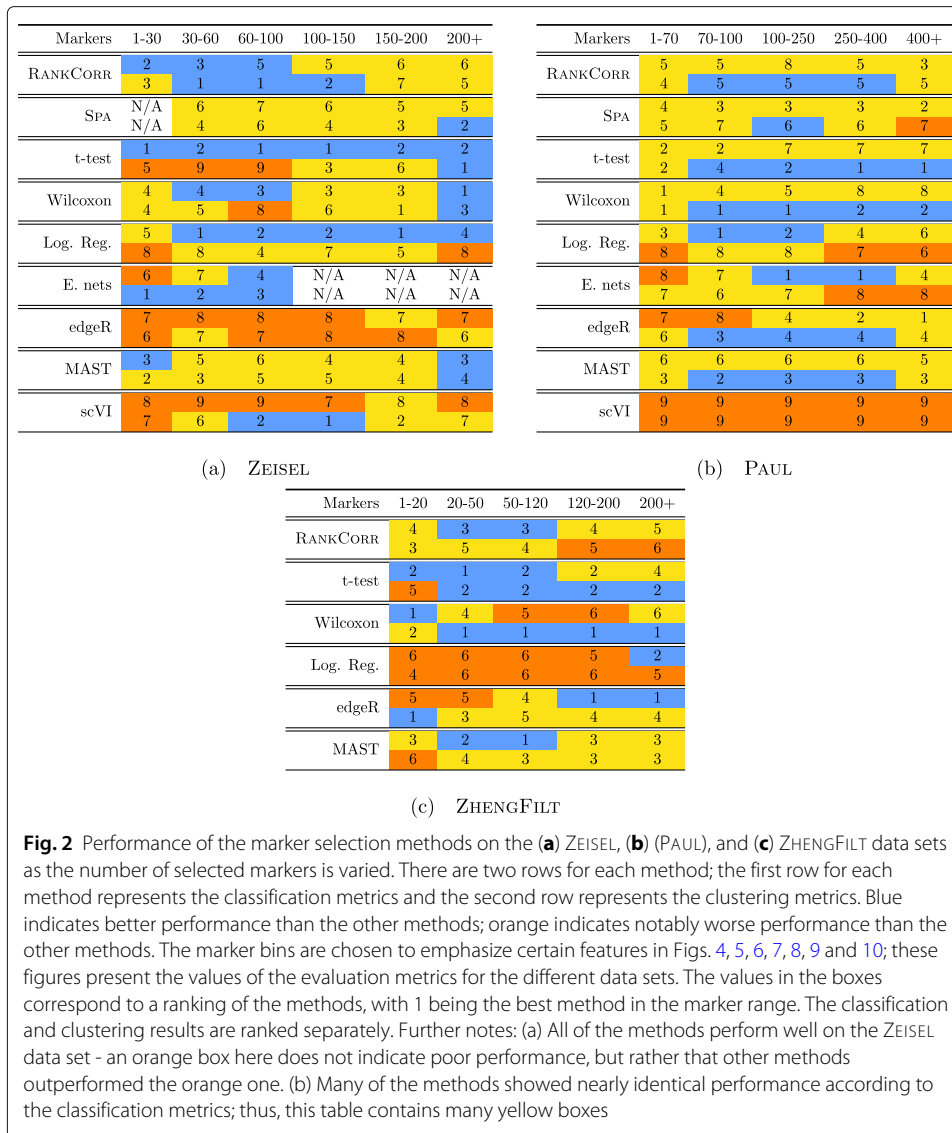 Markers 1-30 30-60 60-100 100-150 150-200 200+
RANKCORR 2 3 5 5 6 6
3 1 1 2 7 5
SPA N/A 6 7 6 5 5
N/A 4 6 4 3 2
t-test 1 2 1 1 2 2
5 9 9 3 6 1
Wilcoxon 4 4 3 3 3 1
4 5 8 6 1 3
Log. Reg. 5 1 2 2 1 4
8 8 4 7 5 8
E. nets 6 7 4 N/A N/A N/A
1 2 3 N/A N/A N/A
edgeR 7 8 8 8 7 7
6 7 7 8 8 6
MAST 3 5 6 4 4 3
2 3 5 5 4 4
scVI 8 9 9 7 8 8
7 6 2 1 2 7
(a) ZEISEL
Markers 1-70 70-100 100-250 250-400 400+
RANKCORR 5 5 8 5 3
4 5 5 5 5
SPA 4 3 3 3 2
5 7 6 6 7
t-test 2 2 7 7 7
2 4 2 1 1
Wilcoxon 1 4 5 8 8
1 1 1 2 2
Log. Reg. 3 1 2 4 6
8 8 8 7 6
E. nets 8 7 1 1 4
7 6 7 8 8
edgeR 7 8 4 2 1
6 3 4 4 4
MAST 6 6 6 6 5
3 2 3 3 3
scVI 9 9 9 9 9
9 9 9 9 9
(b) PAUL
Markers 1-20 20-50 50-120 120-200 200+
RANKCORR 4 3 3 4 5
3 5 4 5 6
t-test 2 1 2 2 4
5 2 2 2 2
Wilcoxon 1 4 5 6 6
2 1 1 1 1
Log. Reg. 6 6 6 5 2
4 6 6 6 5
edgeR 5 5 4 1 1
1 3 5 4 4
MAST 3 2 1 3 3
6 4 3 3 3
(c) ZHENGFILT
Fig. 2 Performance of the marker selection methods on the (a) ZEISEL, (b) (PAUL), and (c) ZHENGFILT data sets
as the number of selected markers is varied. There are two rows for each method; the first row for each
method represents the classification metrics and the second row represents the clustering metrics. Blue
indicates better performance than the other methods; orange indicates notably worse performance than the
other methods. The marker bins are chosen to emphasize certain features in Figs. 4, 5, 6, 7, 8, 9 and 10; these
figures present the values of the evaluation metrics for the different data sets. The values in the boxes
correspond to a ranking of the methods, with 1 being the best method in the marker range. The classification
and clustering results are ranked separately. Further notes: (a) All of the methods perform well on the ZEISEL
data set - an orange box here does not indicate poor performance, but rather that other methods
outperformed the orange one. (b) Many of the methods showed nearly identical performance according to
the classification metrics; thus, this table contains many yellow boxes